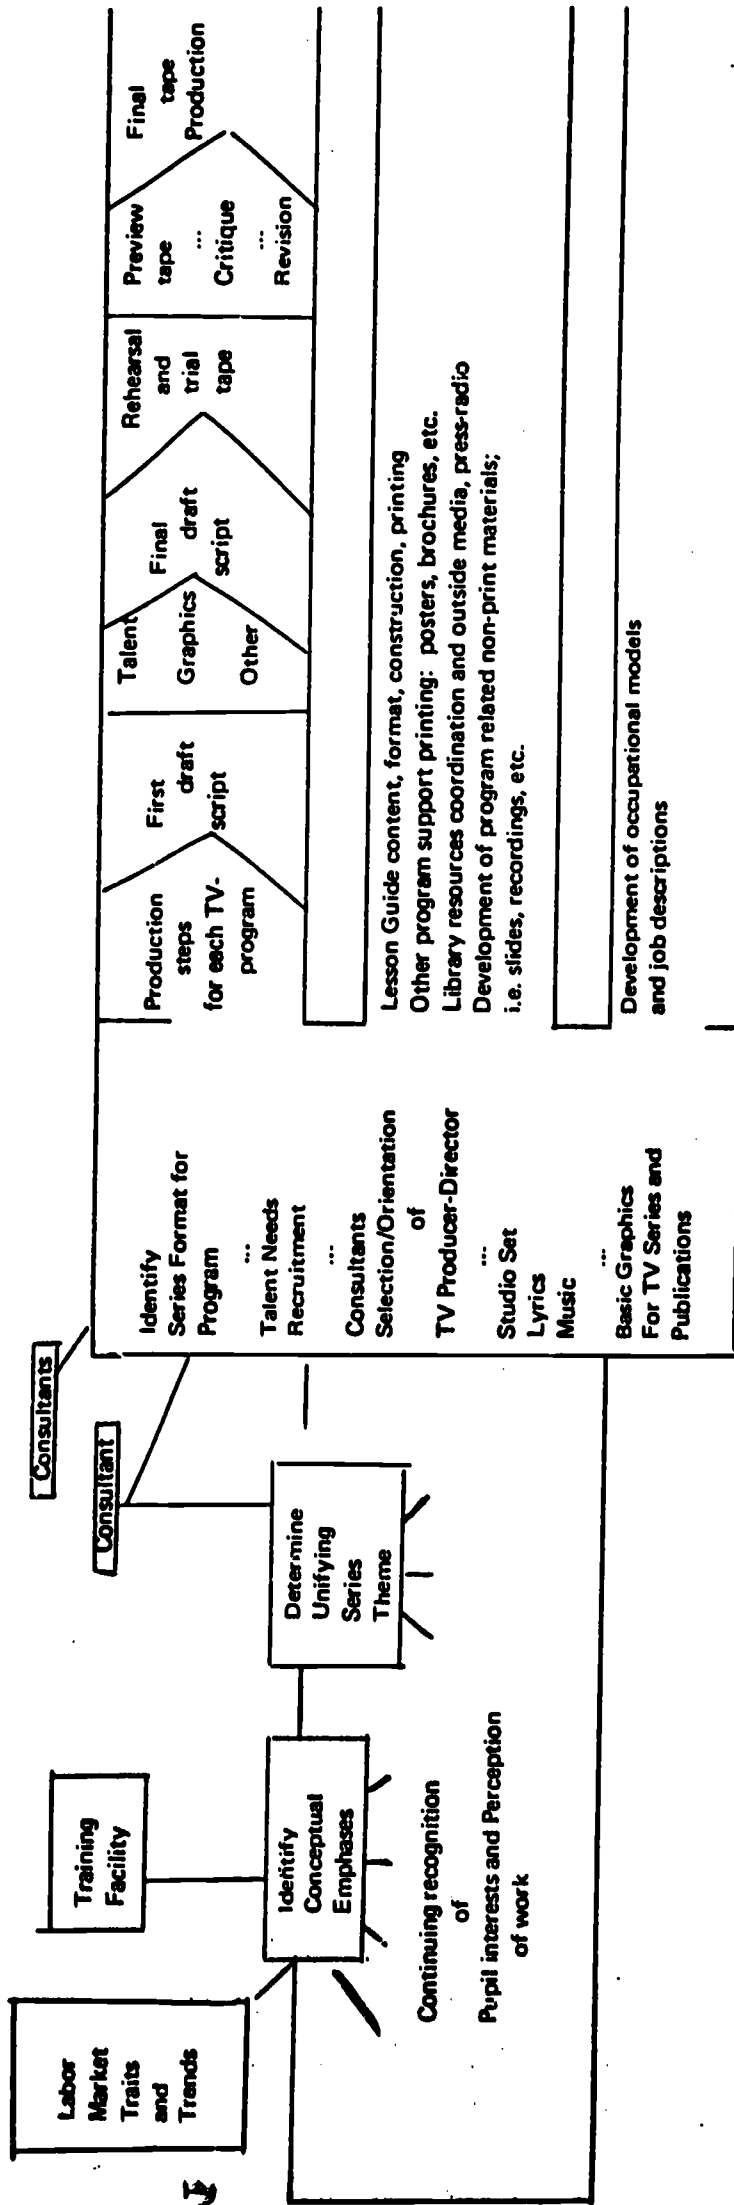 Labor
Market
Traits
and
Trends
Training
Facility
Identify
Conceptual
Emphases
Continuing recognition
of
Pupil interests and Perception
of work
Determine
Unifying
Series
Theme
Consultant
Consultants
Identify
Series Format for
Program
...
Talent Needs
Recruitment
...
Consultants
Selection/Orientation
of
TV Producer-Director
...
Studio Set
Lyrics
Music
...
Basic Graphics
For TV Series and
Publications
Production
steps
for each TV-
program
First
draft
script
Talent
Graphics
Other
Final
draft
script
Rehearsal
and
trial
tape
Preview
tape
...
Critique
...
Revision
Final
tape
Production
Lesson Guide content, format, construction, printing
Other program support printing: posters, brochures, etc.
Library resources coordination and outside media, press-radio
Development of program related non-print materials;
i.e. slides, recordings, etc.
Development of occupational models
and job descriptions